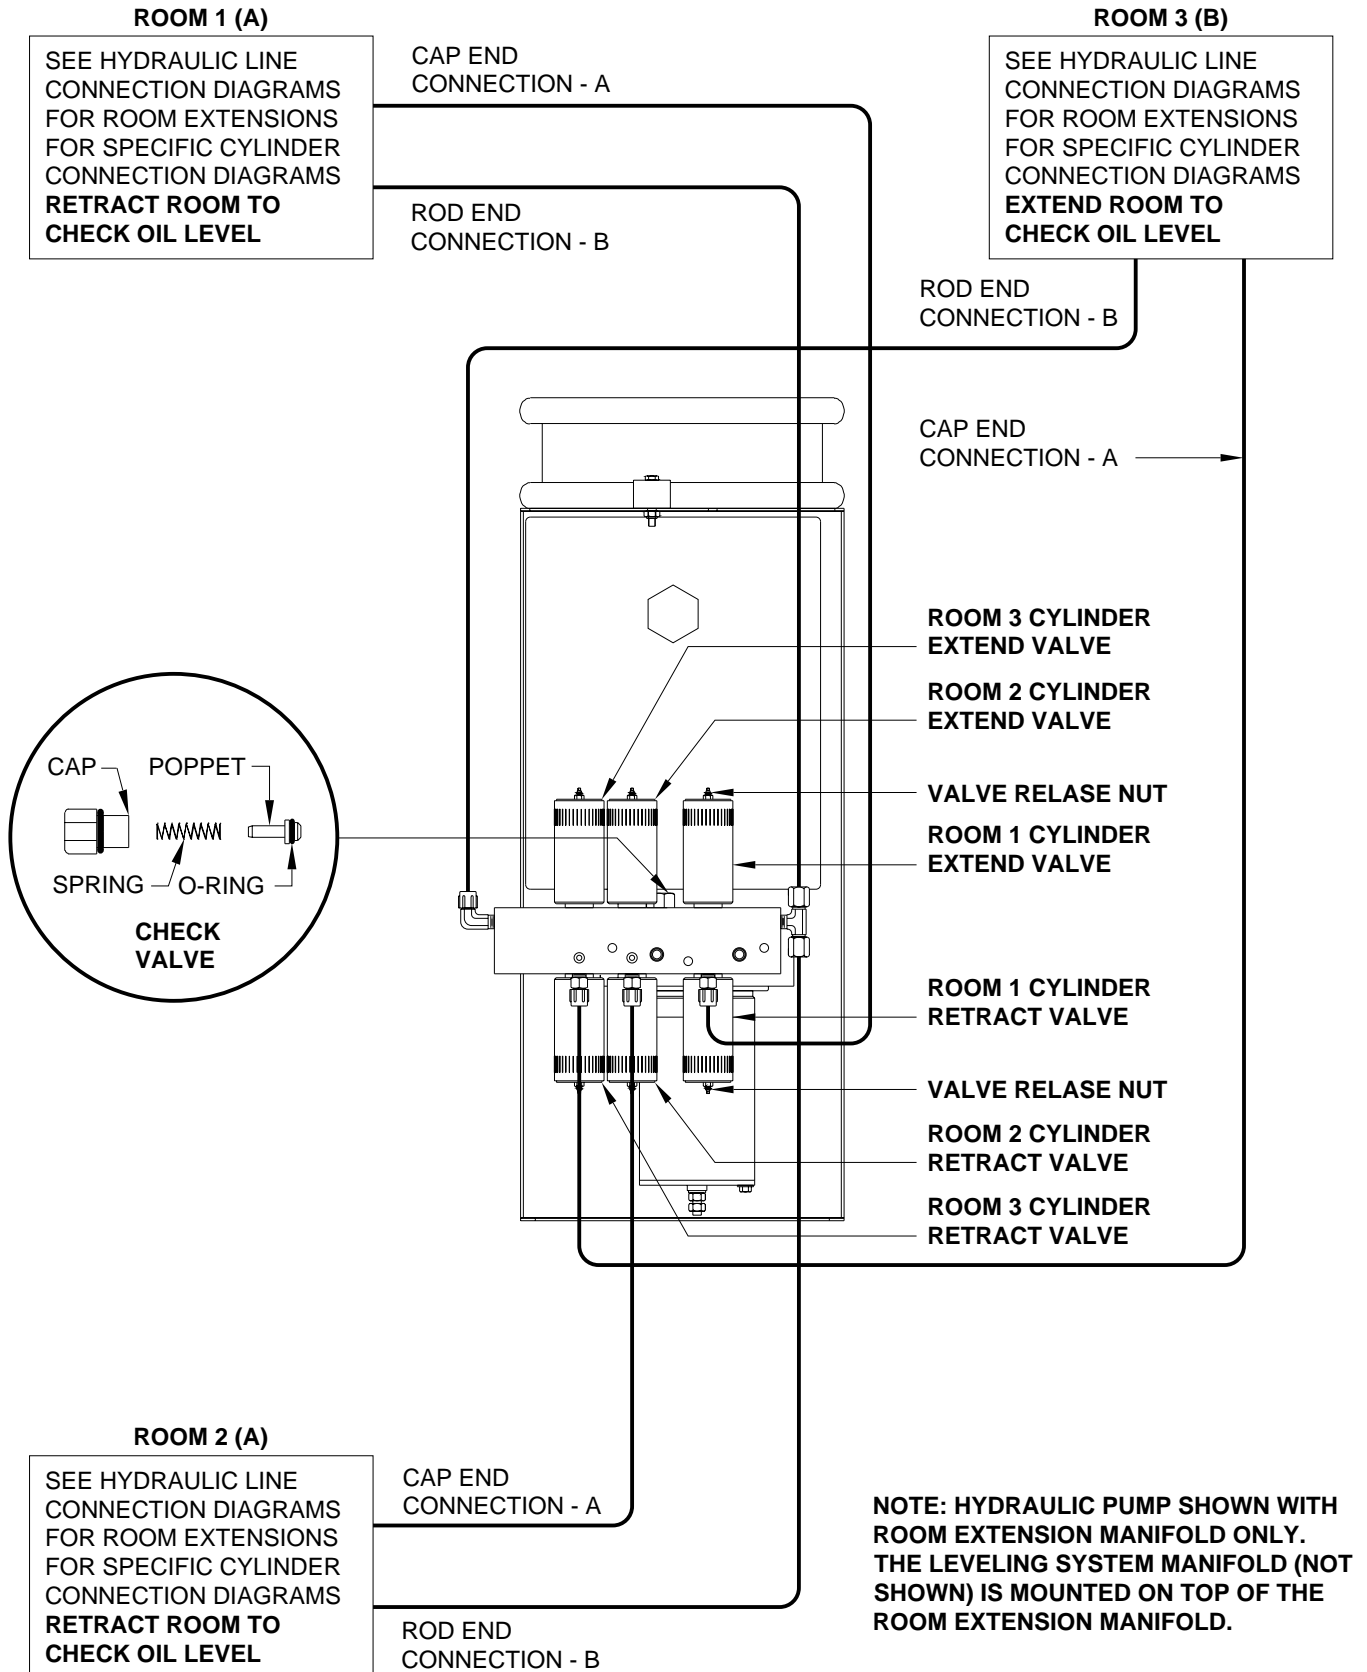 ROOM 1 (A)
SEE HYDRAULIC LINE
CONNECTION DIAGRAMS
FOR ROOM EXTENSIONS
FOR SPECIFIC CYLINDER
CONNECTION DIAGRAMS
RETRACT ROOM TO
CHECK OIL LEVEL
CAP END
CONNECTION - A
ROD END
CONNECTION - B
ROOM 3 (B)
SEE HYDRAULIC LINE
CONNECTION DIAGRAMS
FOR ROOM EXTENSIONS
FOR SPECIFIC CYLINDER
CONNECTION DIAGRAMS
EXTEND ROOM TO
CHECK OIL LEVEL
ROD END
CONNECTION - B
CAP END
CONNECTION - A
ROOM 3 CYLINDER
EXTEND VALVE
ROOM 2 CYLINDER
EXTEND VALVE
VALVE RELASE NUT
ROOM 1 CYLINDER
EXTEND VALVE
CAP
POPPET
SPRING
O-RING
CHECK
VALVE
ROOM 1 CYLINDER
RETRACT VALVE
VALVE RELASE NUT
ROOM 2 CYLINDER
RETRACT VALVE
ROOM 3 CYLINDER
RETRACT VALVE
ROOM 2 (A)
SEE HYDRAULIC LINE
CONNECTION DIAGRAMS
FOR ROOM EXTENSIONS
FOR SPECIFIC CYLINDER
CONNECTION DIAGRAMS
RETRACT ROOM TO
CHECK OIL LEVEL
CAP END
CONNECTION - A
ROD END
CONNECTION - B
NOTE: HYDRAULIC PUMP SHOWN WITH
ROOM EXTENSION MANIFOLD ONLY.
THE LEVELING SYSTEM MANIFOLD (NOT
SHOWN) IS MOUNTED ON TOP OF THE
ROOM EXTENSION MANIFOLD.